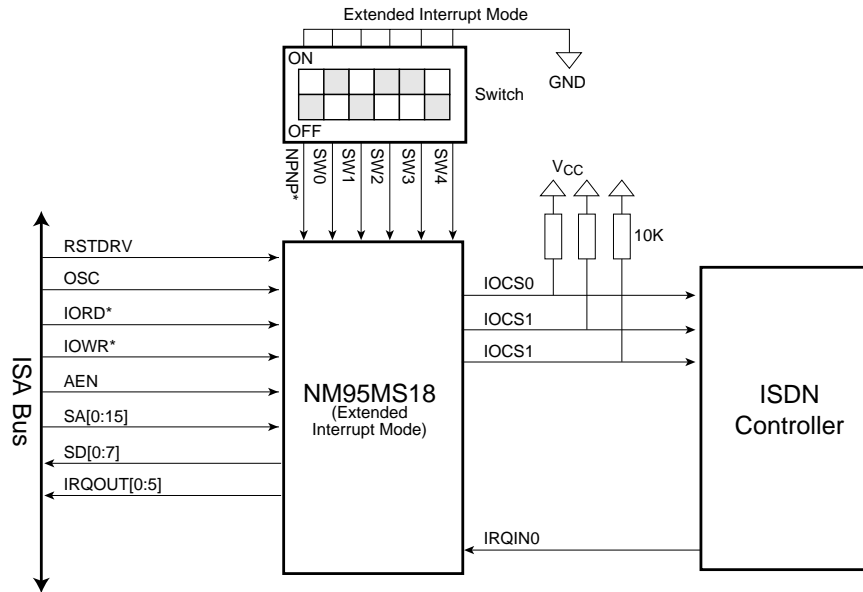 Extended Interrupt Mode
ON
GND
Switch
OFF
NPNP*
SW0
SW1
SW2
SW3
SW4
VCC
10K
RSTDRV
OSC
IORD*
IOWR*
AEN
SA[0:15]
SD[0:7]
IRQOUT[0:5]
ISA Bus
NM95MS18
(Extended
Interrupt Mode)
IOCS0
IOCS1
IOCS1
IRQIN0
ISDN
Controller